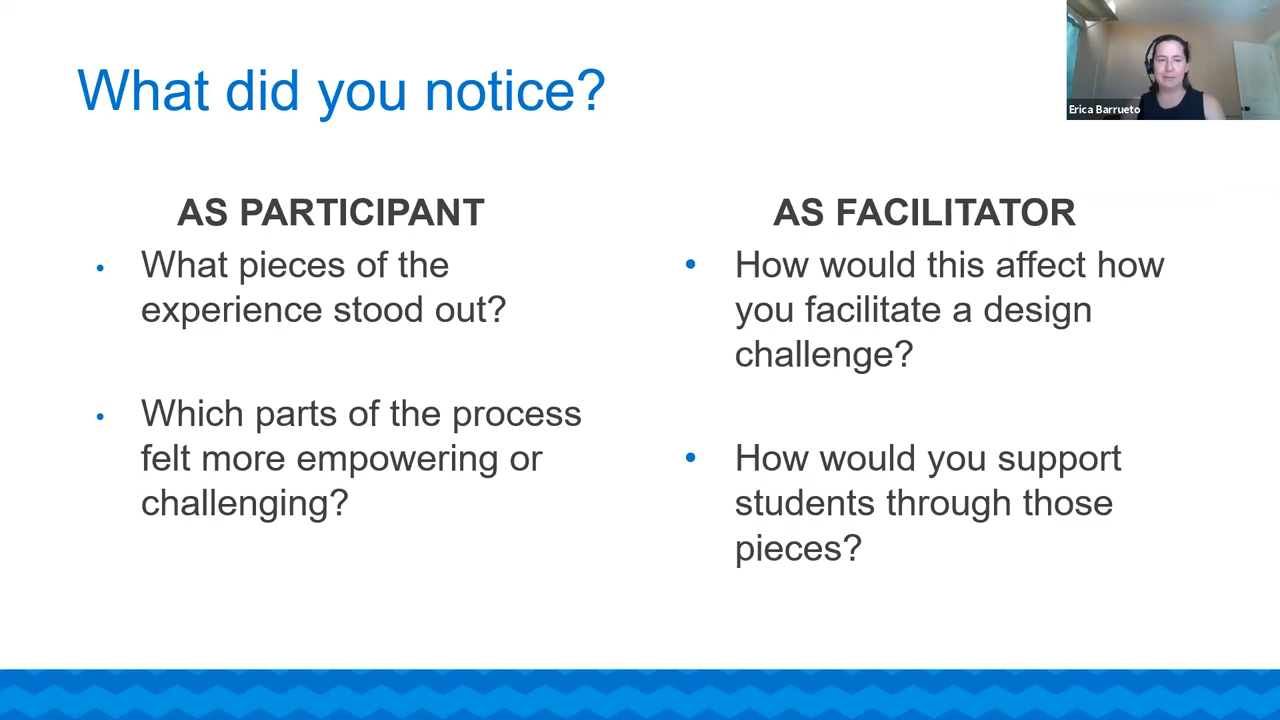 What did you notice?
Erica Barrueto
AS PARTICIPANT
• What pieces of the
experience stood out?
• Which parts of the process
felt more empowering or
challenging?
AS FACILITATOR
• How would this affect how
you facilitate a design
challenge?
• How would you support
students through those
pieces?